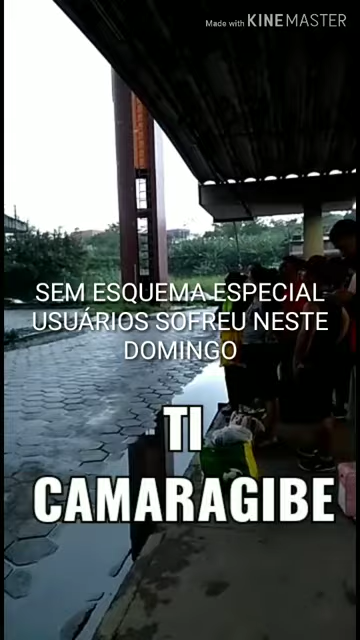 Made with KINEMASTER
SEM ESQUEMA ESPECIAL
USUÁRIOS SOFREU NESTE
DOMINGO
TI
CAMARAGIBE